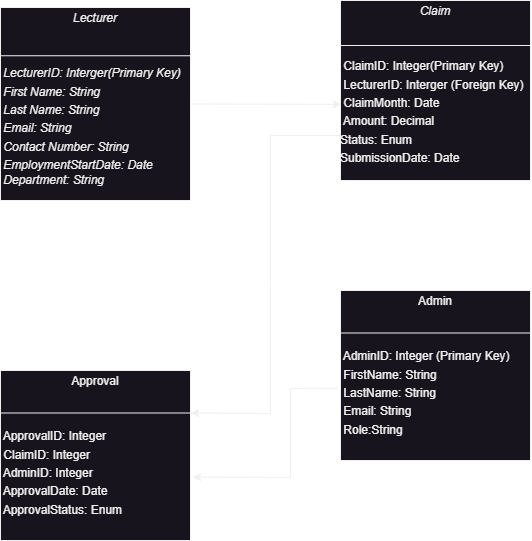 Lecturer
LecturerID: Interger(Primary Key)
First Name: String
Last Name: String
Email: String
Contact Number: String
EmploymentStartDate: Date
Department: String
Claim
ClaimID: Integer(Primary Key)
LecturerID: Interger (Foreign Key)
ClaimMonth: Date
Amount: Decimal
Status: Enum
SubmissionDate: Date
Admin
AdminID: Integer (Primary Key)
FirstName: String
LastName: String
Email: String
Role:String
Approval
ApprovalID: Integer
ClaimID: Integer
AdminID: Integer
ApprovalDate: Date
ApprovalStatus: Enum